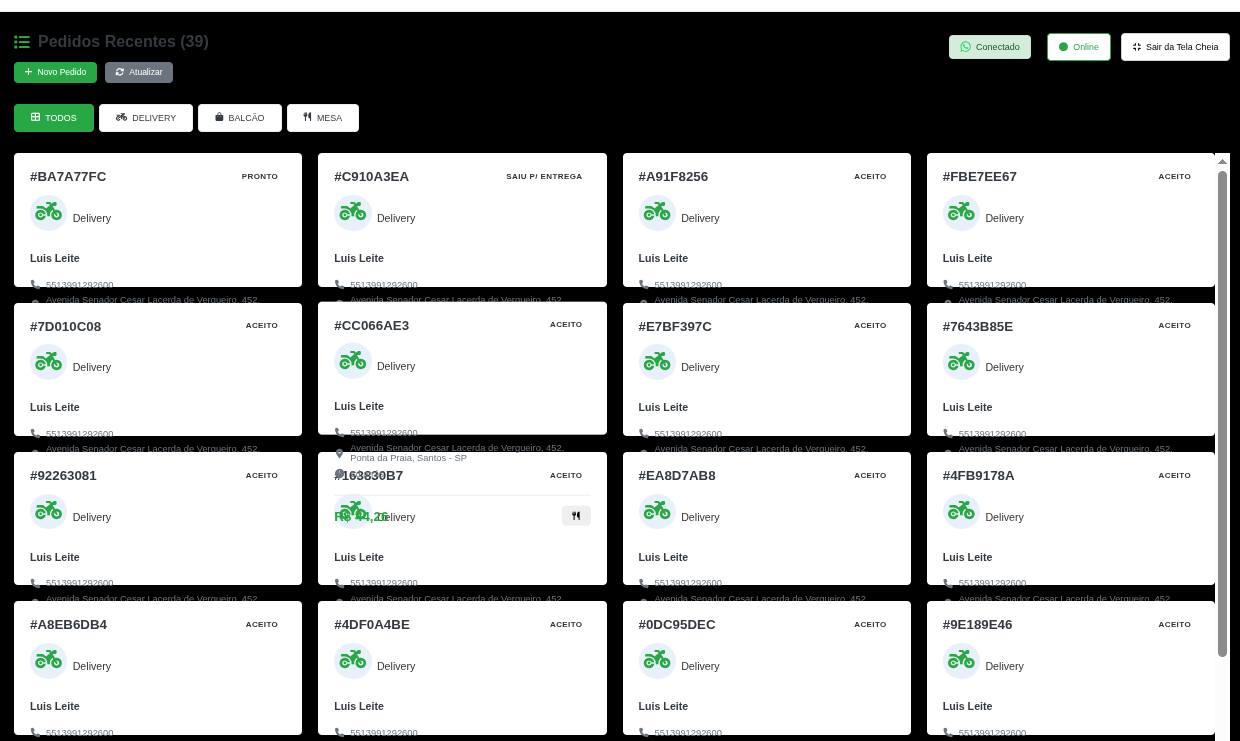 Pedidos Recentes (39)
Conectado
Online
Sair da Tela Cheia
Novo Pedido
Atualizar
TODOS
DELIVERY
BALCÃO
MESA
#BA7A77FC
PRONTO
Delivery
Luis Leite
5513991292600
Avenida Senador Cesar Lacerda de Vergueiro, 452,
#C910A3EA
SAIU P/ ENTREGA
Delivery
Luis Leite
5513991292600
Avenida Senador Cesar Lacerda de Vergueiro, 452,
#A91F8256
ACEITO
Delivery
Luis Leite
5513991292600
Avenida Senador Cesar Lacerda de Vergueiro, 452,
#FBE7EE67
ACEITO
Delivery
Luis Leite
5513991292600
Avenida Senador Cesar Lacerda de Vergueiro, 452,
#7D010C08
ACEITO
Delivery
Luis Leite
5513991292600
Avenida Senador Cesar Lacerda de Vergueiro, 452,
#CC066AE3
ACEITO
Delivery
Luis Leite
5513991292600
Avenida Senador Cesar Lacerda de Vergueiro, 452,
Ponta da Praia, Santos - SP
R$ 44,26
#E7BF397C
ACEITO
Delivery
Luis Leite
5513991292600
Avenida Senador Cesar Lacerda de Vergueiro, 452,
#7643B85E
ACEITO
Delivery
Luis Leite
5513991292600
Avenida Senador Cesar Lacerda de Vergueiro, 452,
#92263081
ACEITO
Delivery
Luis Leite
5513991292600
Avenida Senador Cesar Lacerda de Vergueiro, 452,
#163830B7
ACEITO
Delivery
Luis Leite
5513991292600
Avenida Senador Cesar Lacerda de Vergueiro, 452,
#EA8D7AB8
ACEITO
Delivery
Luis Leite
5513991292600
Avenida Senador Cesar Lacerda de Vergueiro, 452,
#4FB9178A
ACEITO
Delivery
Luis Leite
5513991292600
Avenida Senador Cesar Lacerda de Vergueiro, 452,
#A8EB6DB4
ACEITO
Delivery
Luis Leite
5513991292600
#4DF0A4BE
ACEITO
Delivery
Luis Leite
5513991292600
#0DC95DEC
ACEITO
Delivery
Luis Leite
5513991292600
#9E189E46
ACEITO
Delivery
Luis Leite
5513991292600